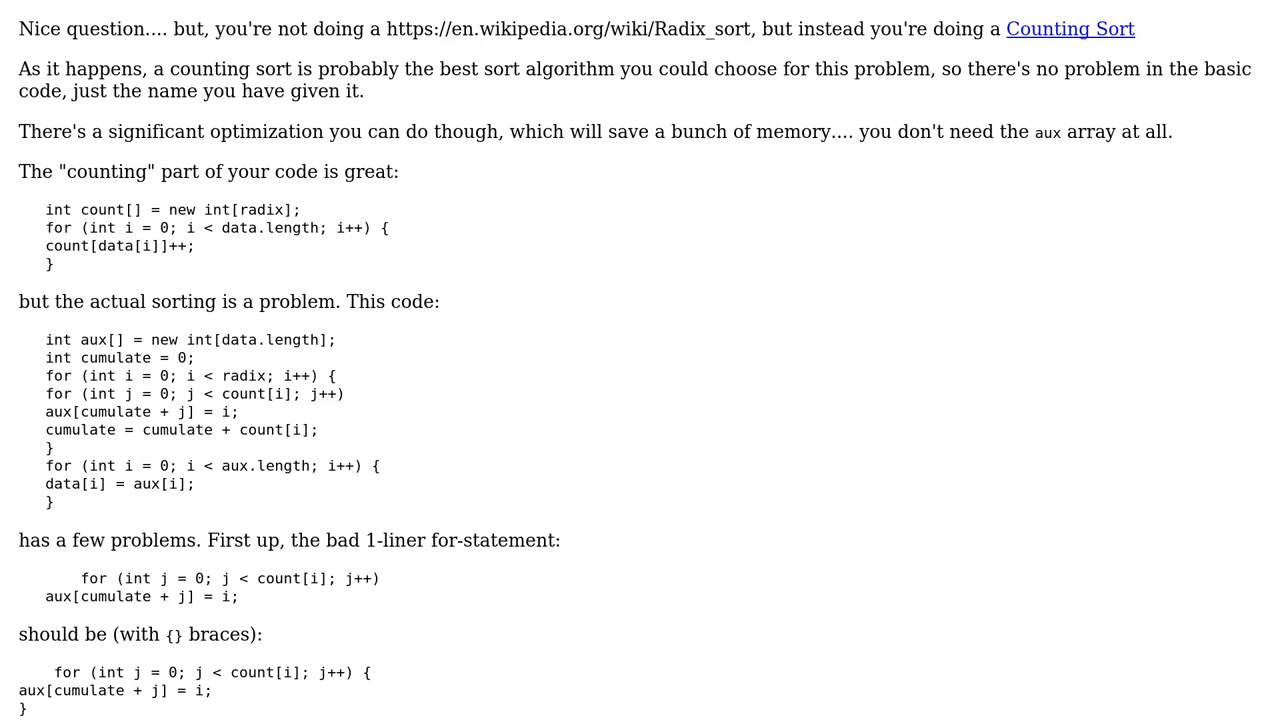 Nice question.... but, you're not doing a https://en.wikipedia.org/wiki/Radix_sort, but instead you're doing a Counting Sort
As it happens, a counting sort is probably the best sort algorithm you could choose for this problem, so there's no problem in the basic
code, just the name you have given it.
There's a significant optimization you can do though, which will save a bunch of memory.... you don't need the aux array at all.
The "counting" part of your code is great:
int count[] = new int[radix];
for (int i = 0; i < data.length; i++) {
count[data[i]]++;
}
but the actual sorting is a problem. This code:
int aux[] = new int[data.length];
int cumulate = 0;
for (int i = 0; i < radix; i++) {
for (int j = 0; j < count[i]; j++)
aux[cumulate + j] = i;
cumulate = cumulate + count[i];
}
for (int i = 0; i < aux.length; i++) {
data[i] = aux[i];
}
has a few problems. First up, the bad 1-liner for-statement:
for (int j = 0; j < count[i]; j++)
aux[cumulate + j] = i;
should be (with {} braces):
for (int j = 0; j < count[i]; j++) {
aux[cumulate + j] = i;
}